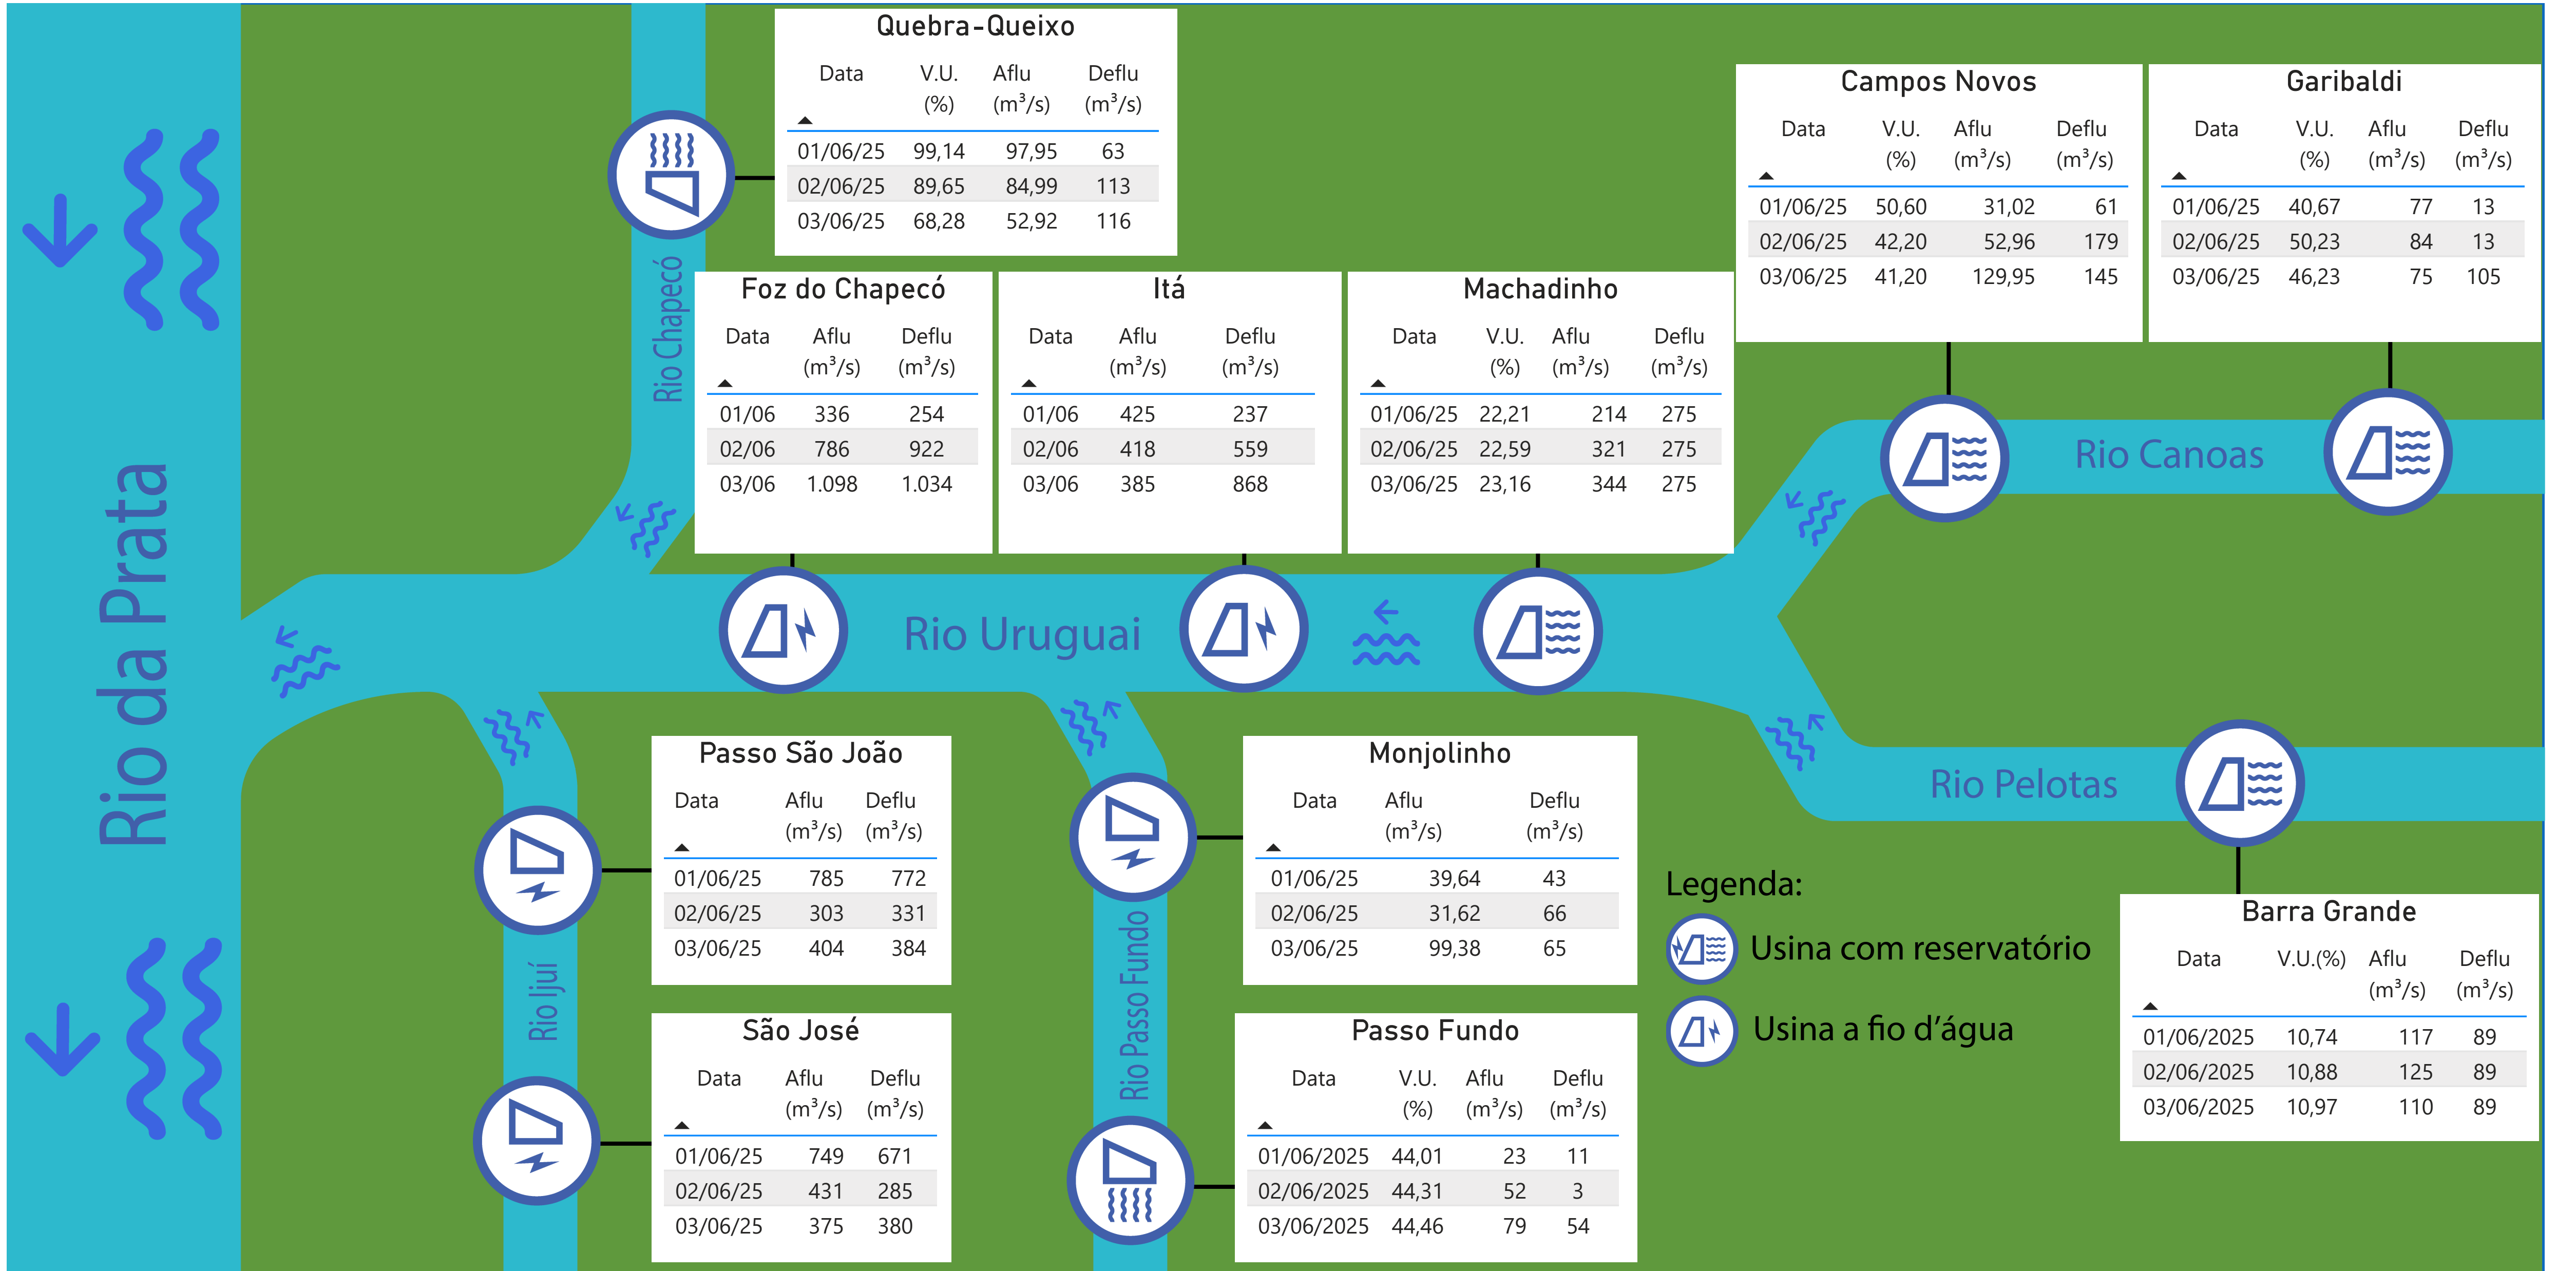 Quebra-Queixo
Data V.U. Aflu Deflu
(%) (m³/s) (m³/s)
01/06/25 99,14 97,95 63
02/06/25 89,65 84,99 113
03/06/25 68,28 52,92 116
Campos Novos
Data V.U. Aflu Deflu
(%) (m³/s) (m³/s)
01/06/25 50,60 31,02 61
02/06/25 42,20 52,96 179
03/06/25 41,20 129,95 145
Garibaldi
Data V.U. Aflu Deflu
(%) (m³/s) (m³/s)
01/06/25 40,67 77 13
02/06/25 50,23 84 13
03/06/25 46,23 75 105
Rio Chapecó
Foz do Chapecó
Data Aflu Deflu
(m³/s) (m³/s)
01/06 336 254
02/06 786 922
03/06 1.098 1.034
Itá
Data Aflu Deflu
(m³/s) (m³/s)
01/06 425 237
02/06 418 559
03/06 385 868
Machadinho
Data V.U. Aflu Deflu
(%) (m³/s) (m³/s)
01/06/25 22,21 214 275
02/06/25 22,59 321 275
03/06/25 23,16 344 275
Rio Canoas
Rio da Prata
Rio Uruguai
Rio Pelotas
Passo São João
Data Aflu Deflu
(m³/s) (m³/s)
01/06/25 785 772
02/06/25 303 331
03/06/25 404 384
Monjolinho
Data Aflu Deflu
(m³/s) (m³/s)
01/06/25 39,64 43
02/06/25 31,62 66
03/06/25 99,38 65
Legenda:
Usina com reservatório
Usina a fio d’água
Barra Grande
Data V.U.(%) Aflu Deflu
(m³/s) (m³/s)
01/06/2025 10,74 117 89
02/06/2025 10,88 125 89
03/06/2025 10,97 110 89
Rio Ijuí
Rio Passo Fundo
São José
Data Aflu Deflu
(m³/s) (m³/s)
01/06/25 749 671
02/06/25 431 285
03/06/25 375 380
Passo Fundo
Data V.U. Aflu Deflu
(%) (m³/s) (m³/s)
01/06/2025 44,01 23 11
02/06/2025 44,31 52 3
03/06/2025 44,46 79 54